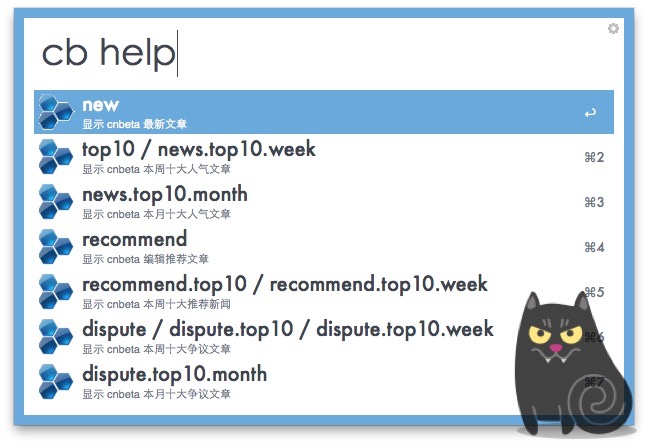 cb help
new
显示 cnbeta 最新文章
↩
top10 / news.top10.week
显示 cnbeta 本周十大人气文章
⌘2
news.top10.month
显示 cnbeta 本月十大人气文章
⌘3
recommend
显示 cnbeta 编辑推荐文章
⌘4
recommend.top10 / recommend.top10.week
显示 cnbeta 本周十大推荐新闻
⌘5
dispute / dispute.top10 / dispute.top10.week
显示 cnbeta 本周十大争议文章
⌘6
dispute.top10.month
显示 cnbeta 本月十大争议文章
⌘7